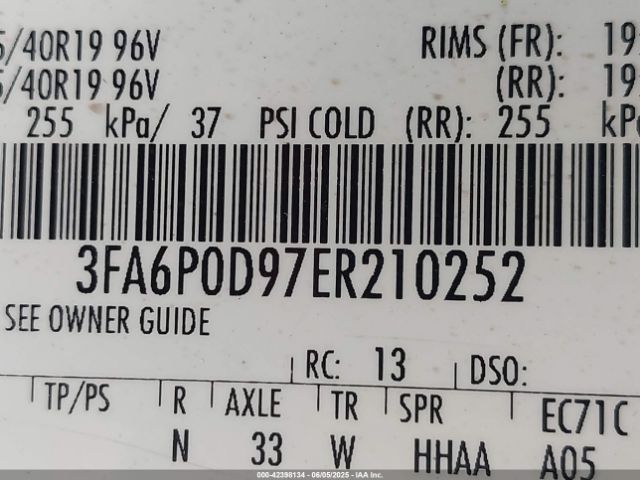 5/40R19 96V RIMS (FR): 19
5/40R19 96V (RR): 19
255 kPa/ 37 PSI COLD (RR): 255 kPa
3FA6P0D97ER210252
SEE OWNER GUIDE
RC: 13 DSO:
TP/PS R AXLE TR SPR EC71C
N 33 W HHAA A05
000-42398134 - 06/05/2025 - IAA Inc.